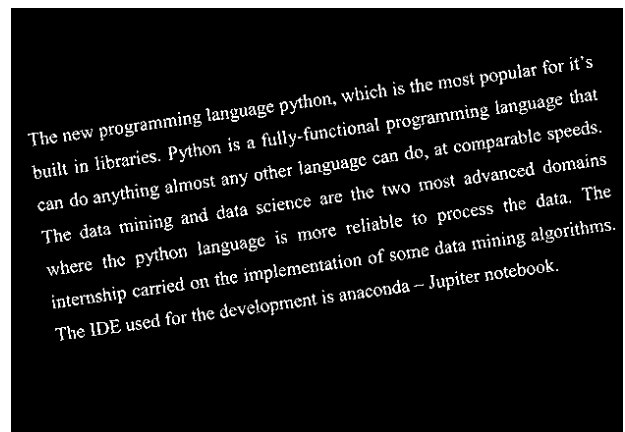 The new programming language python, which is the most popular for it's
built in libraries. Python is a fully-functional programming language that
can do anything almost any other language can do, at comparable speeds.
The data mining and data science are the two most advanced domains
where the python language is more reliable to process the data. The
internship carried on the implementation of some data mining algorithms.
The IDE used for the development is anaconda – Jupiter notebook.